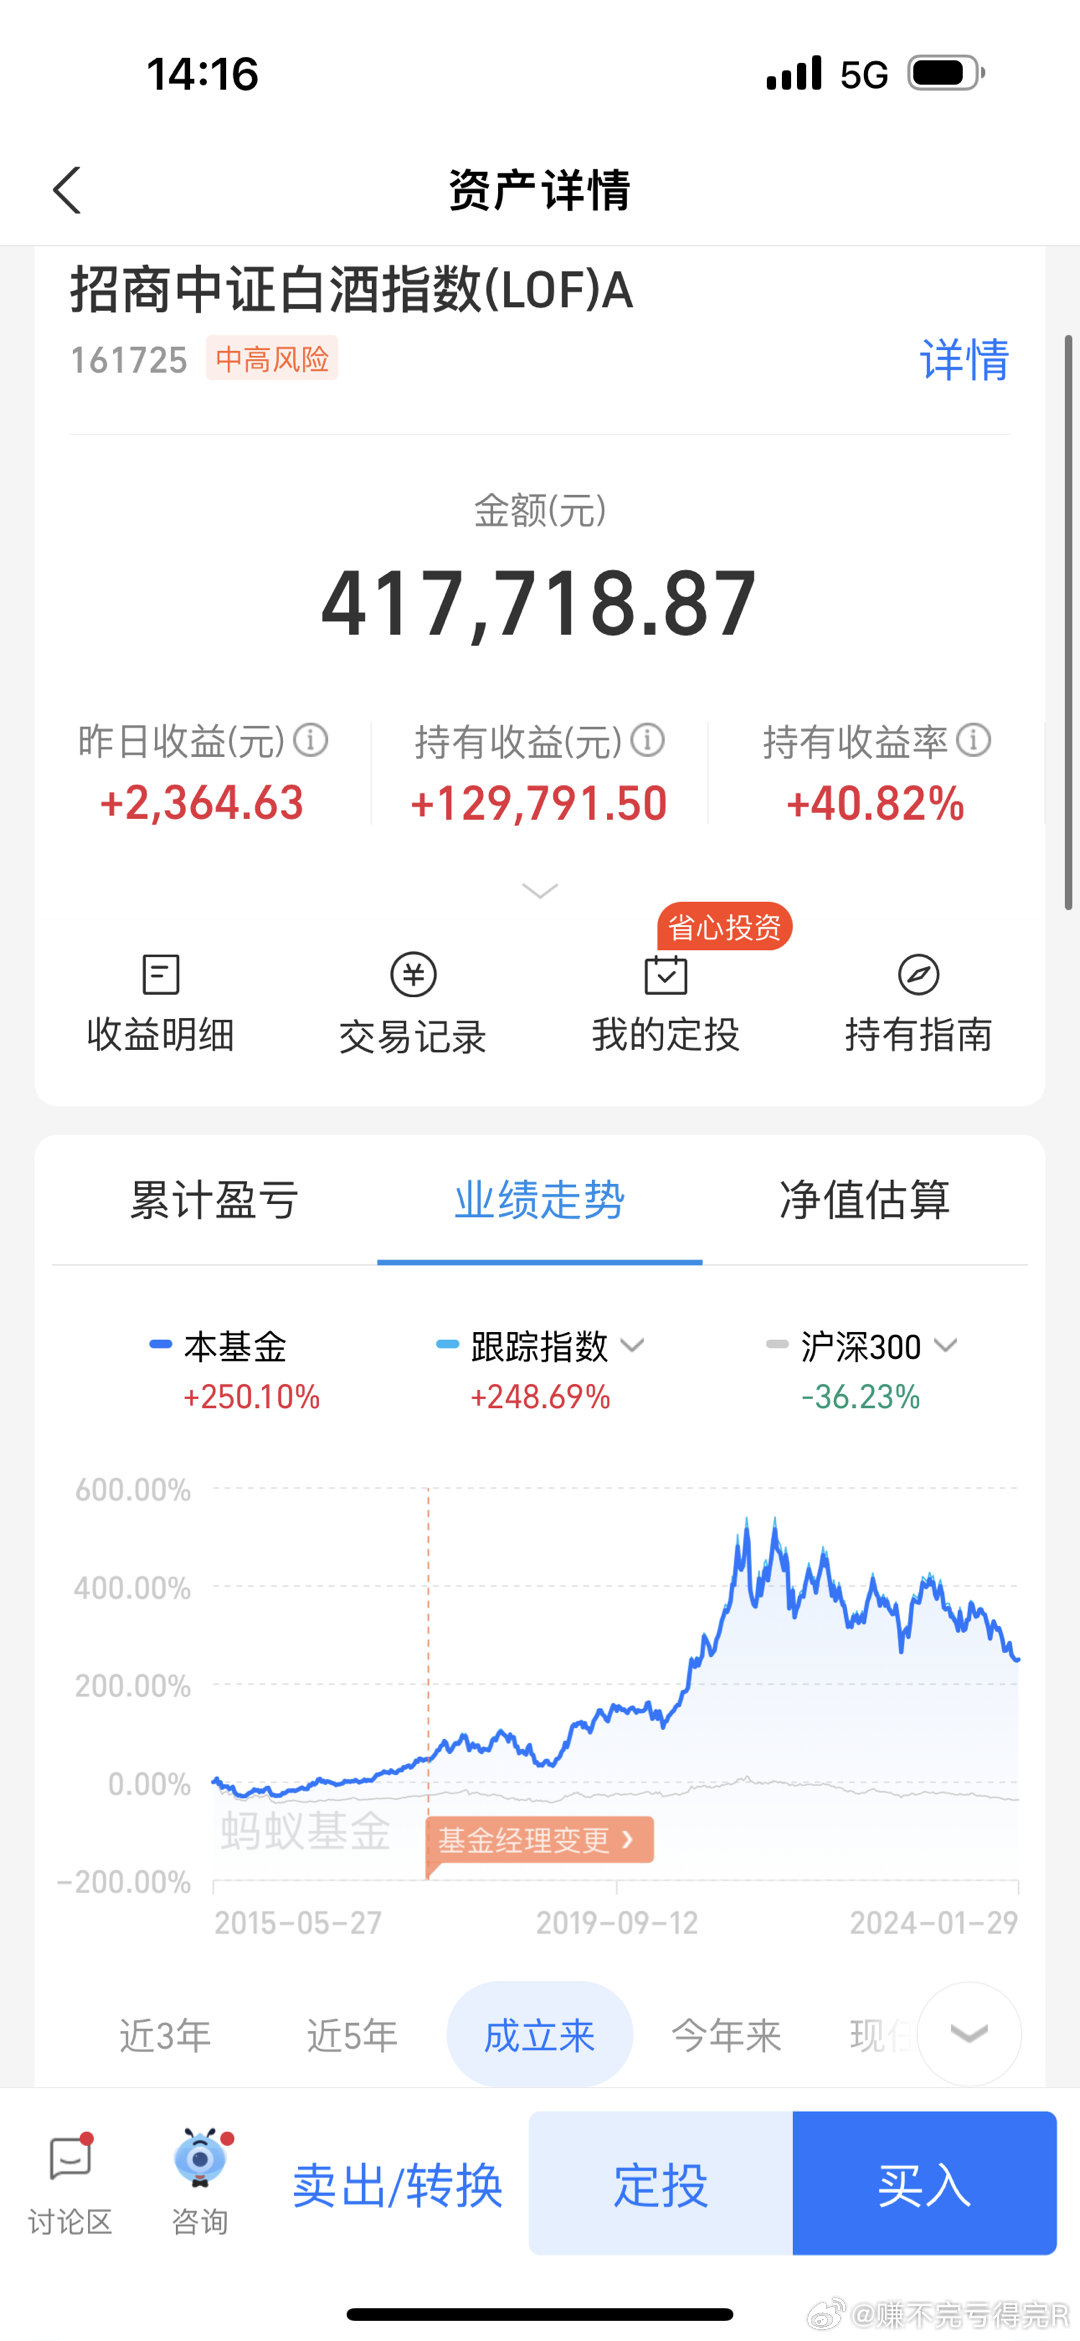 14:16 5G
资产详情
招商中证白酒指数(LOF)A
161725 中高风险 详情
金额(元)
417,718.87
昨日收益(元) 持有收益(元) 持有收益率
+2,364.63 +129,791.50 +40.82%
省心投资
收益明细 交易记录 我的定投 持有指南
累计盈亏 业绩走势 净值估算
本基金 跟踪指数 沪深300
+250.10% +248.69% -36.23%
600.00%
400.00%
200.00%
0.00%
蚂蚁基金
基金经理变更
-200.00%
2015-05-27 2019-09-12 2024-01-29
近3年 近5年 成立来 今年来 现任
讨论区 咨询 卖出/转换 定投 买入
@赚不完亏得完R